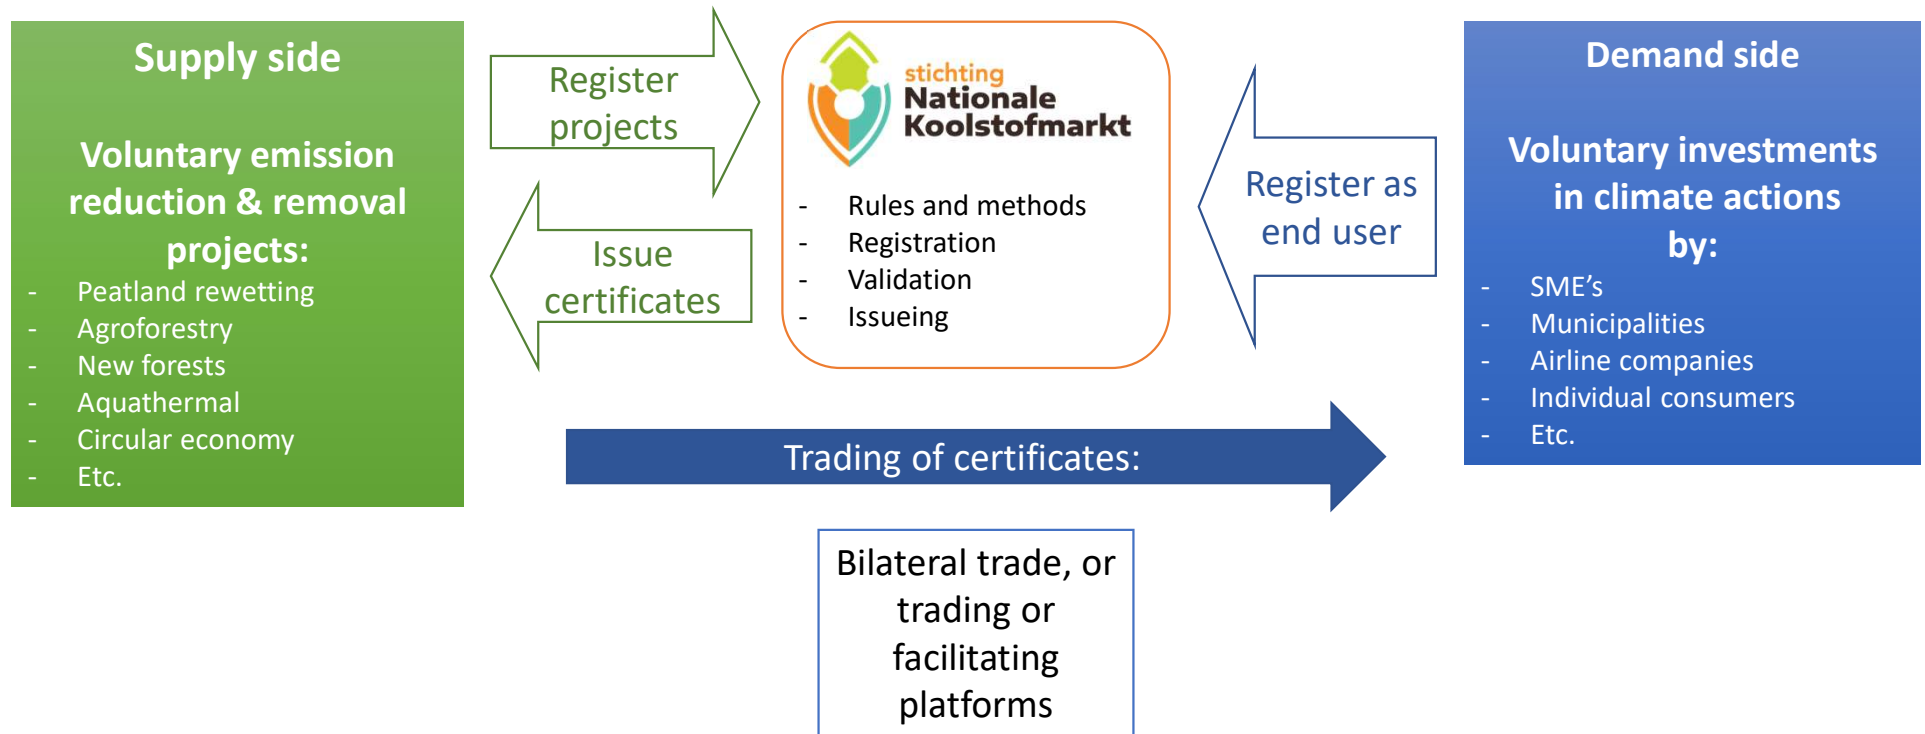 Supply side
Voluntary emission
reduction & removal
projects:
- Peatland rewetting
- Agroforestry
- New forests
- Aquathermal
- Circular economy
- Etc.
Register
projects
Issue
certificates
stichting
Nationale
Koolstofmarkt
- Rules and methods
- Registration
- Validation
- Issueing
Register as
end user
Demand side
Voluntary investments
in climate actions
by:
- SME’s
- Municipalities
- Airline companies
- Individual consumers
- Etc.
Trading of certificates:
Bilateral trade, or
trading or
facilitating
platforms